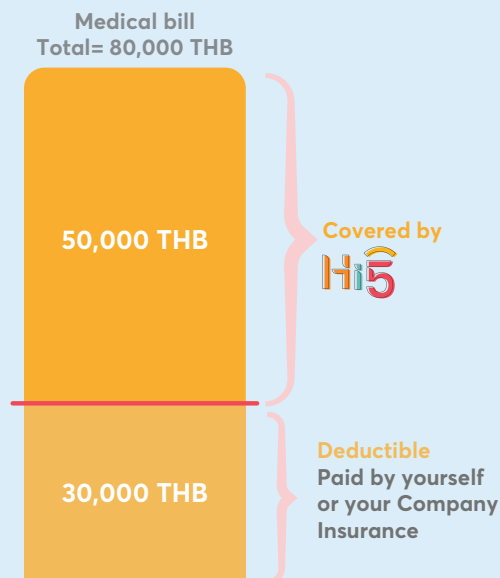 Medical bill
Total= 80,000 THB
50,000 THB
Covered by
Hi5
30,000 THB
Deductible
Paid by yourself
or your Company
Insurance